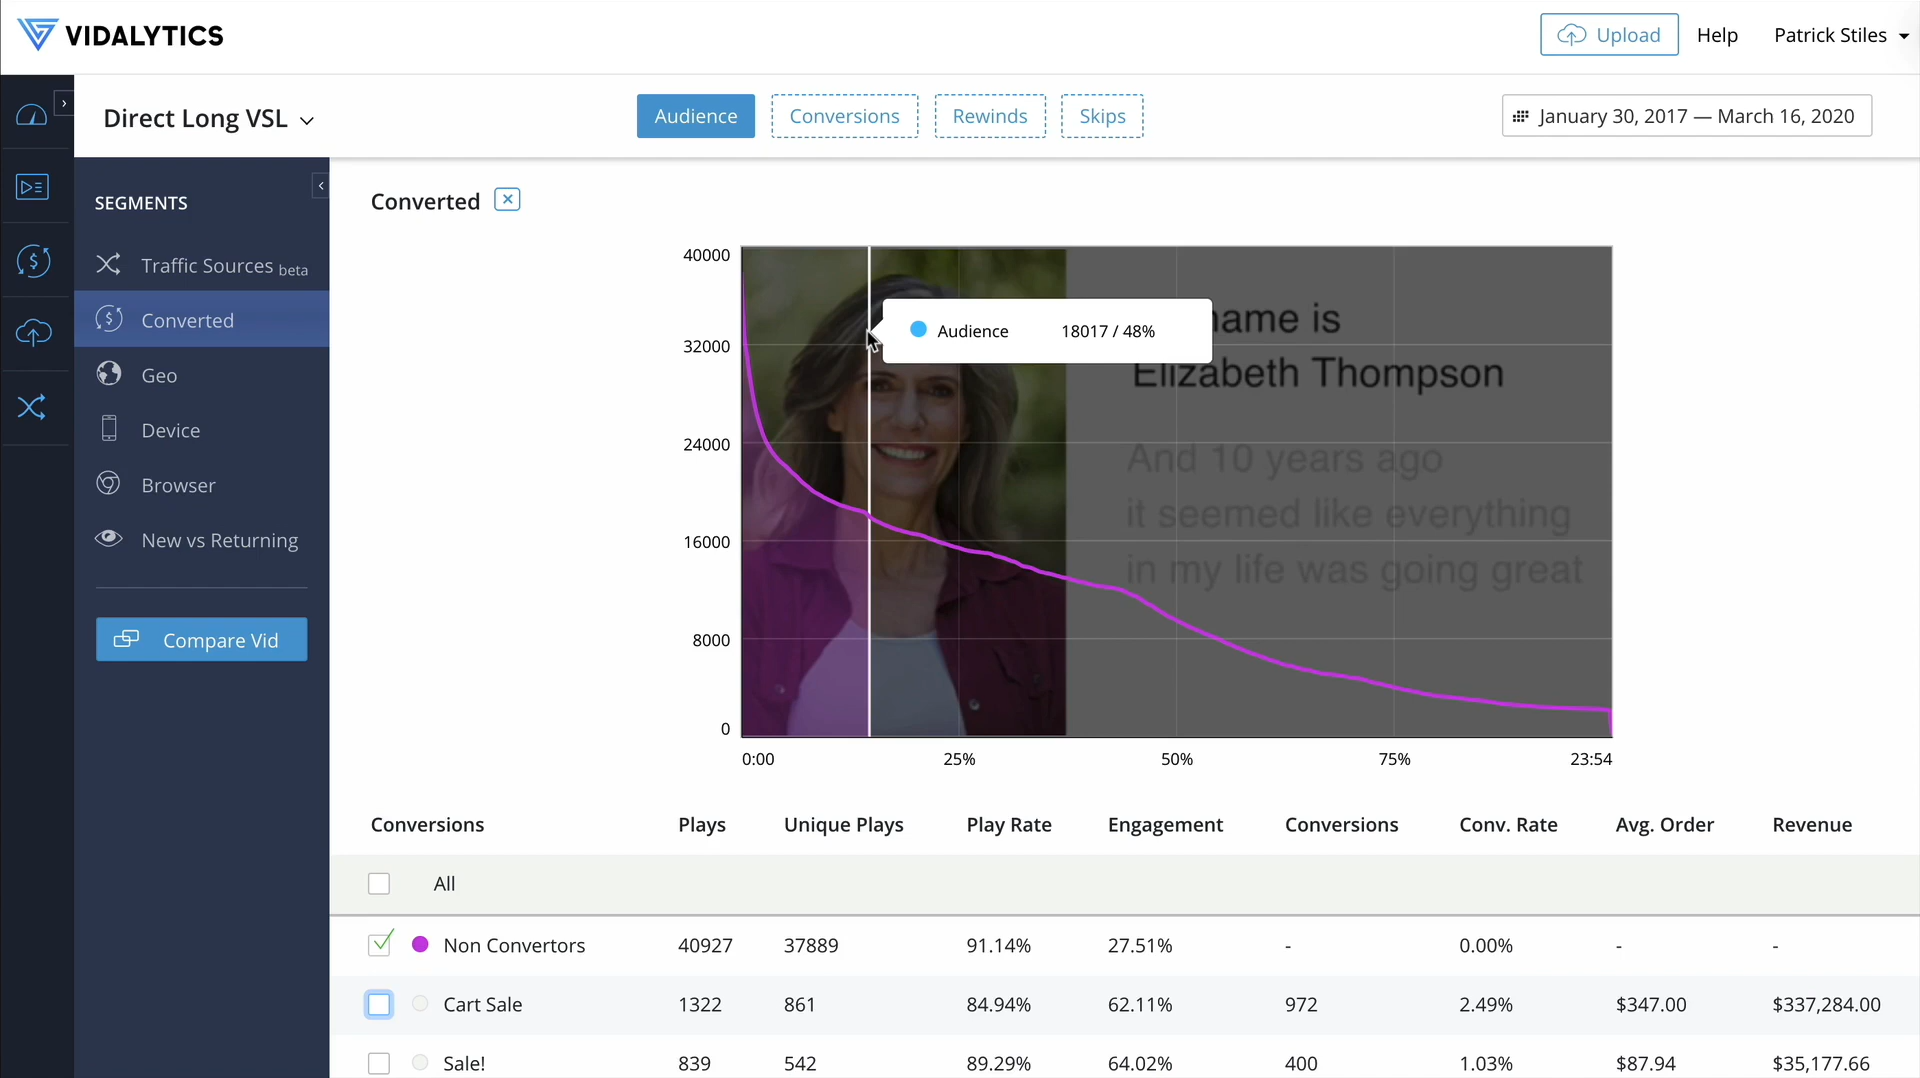 VIDALYTICS
Upload Help Patrick Stiles
Direct Long VSL
Audience Conversions Rewinds Skips
January 30, 2017 — March 16, 2020
SEGMENTS
Traffic Sources beta
Converted
Geo
Device
Browser
New vs Returning
Compare Vid
Converted
40000
32000
24000
16000
8000
0
Audience 18017 / 48%
name is
Elizabeth Thompson
And 10 years ago
it seemed like everything
in my life was going great
0:00 25% 50% 75% 23:54
Conversions Plays Unique Plays Play Rate Engagement Conversions Conv. Rate Avg. Order Revenue
All
Non Convertors 40927 37889 91.14% 27.51% - 0.00% - -
Cart Sale 1322 861 84.94% 62.11% 972 2.49% $347.00 $337,284.00
Sale! 839 542 89.29% 64.02% 400 1.03% $87.94 $35,177.66